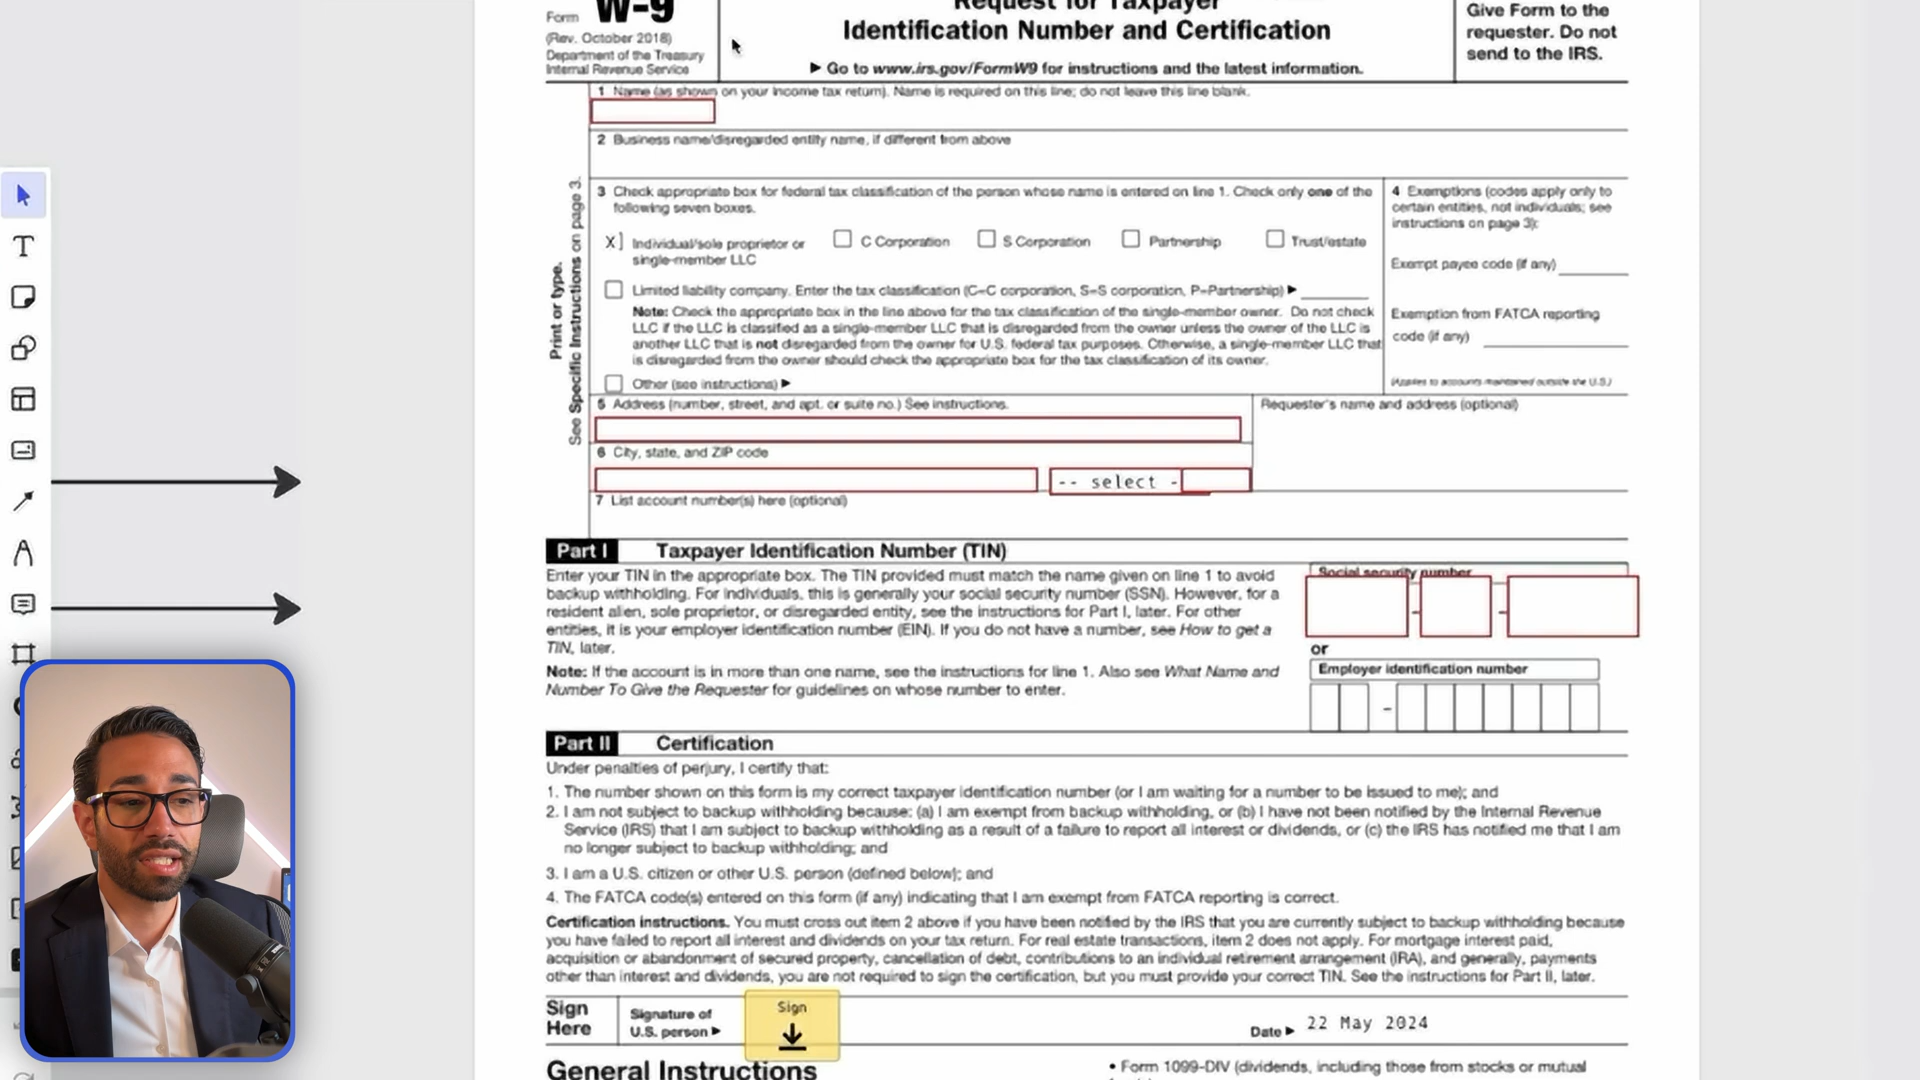 Form W-9
(Rev. October 2018)
Department of the Treasury
Internal Revenue Service
Request for Taxpayer
Identification Number and Certification
▶ Go to www.irs.gov/FormW9 for instructions and the latest information.
Give Form to the
requester. Do not
send to the IRS.
Print or type.
See Specific Instructions on page 3.
1 Name (as shown on your income tax return). Name is required on this line; do not leave this line blank.
2 Business name/disregarded entity name, if different from above
3 Check appropriate box for federal tax classification of the person whose name is entered on line 1. Check only one of the
following seven boxes.
X Individual/sole proprietor or
single-member LLC
C Corporation
S Corporation
Partnership
Trust/estate
Limited liability company. Enter the tax classification (C=C corporation, S=S corporation, P=Partnership) ▶
Note: Check the appropriate box in the line above for the tax classification of the single-member owner. Do not check
LLC if the LLC is classified as a single-member LLC that is disregarded from the owner unless the owner of the LLC is
another LLC that is not disregarded from the owner for U.S. federal tax purposes. Otherwise, a single-member LLC that
is disregarded from the owner should check the appropriate box for the tax classification of its owner.
Other (see instructions) ▶
4 Exemptions (codes apply only to
certain entities, not individuals; see
instructions on page 3):
Exempt payee code (if any)
Exemption from FATCA reporting
code (if any)
(Applies to accounts maintained outside the U.S.)
5 Address (number, street, and apt. or suite no.) See instructions.
Requester's name and address (optional)
6 City, state, and ZIP code
-- select -
7 List account number(s) here (optional)
Part I Taxpayer Identification Number (TIN)
Enter your TIN in the appropriate box. The TIN provided must match the name given on line 1 to avoid
backup withholding. For individuals, this is generally your social security number (SSN). However, for a
resident alien, sole proprietor, or disregarded entity, see the instructions for Part I, later. For other
entities, it is your employer identification number (EIN). If you do not have a number, see How to get a
TIN, later.
Note: If the account is in more than one name, see the instructions for line 1. Also see What Name and
Number To Give the Requester for guidelines on whose number to enter.
Social security number
- -
or
Employer identification number
-
Part II Certification
Under penalties of perjury, I certify that:
1. The number shown on this form is my correct taxpayer identification number (or I am waiting for a number to be issued to me); and
2. I am not subject to backup withholding because: (a) I am exempt from backup withholding, or (b) I have not been notified by the Internal Revenue
Service (IRS) that I am subject to backup withholding as a result of a failure to report all interest or dividends, or (c) the IRS has notified me that I am
no longer subject to backup withholding; and
3. I am a U.S. citizen or other U.S. person (defined below); and
4. The FATCA code(s) entered on this form (if any) indicating that I am exempt from FATCA reporting is correct.
Certification instructions. You must cross out item 2 above if you have been notified by the IRS that you are currently subject to backup withholding because
you have failed to report all interest and dividends on your tax return. For real estate transactions, item 2 does not apply. For mortgage interest paid,
acquisition or abandonment of secured property, cancellation of debt, contributions to an individual retirement arrangement (IRA), and generally, payments
other than interest and dividends, you are not required to sign the certification, but you must provide your correct TIN. See the instructions for Part II, later.
Sign
Here
Signature of
U.S. person ▶
Sign
Date ▶ 22 May 2024
General Instructions
• Form 1099-DIV (dividends, including those from stocks or mutual